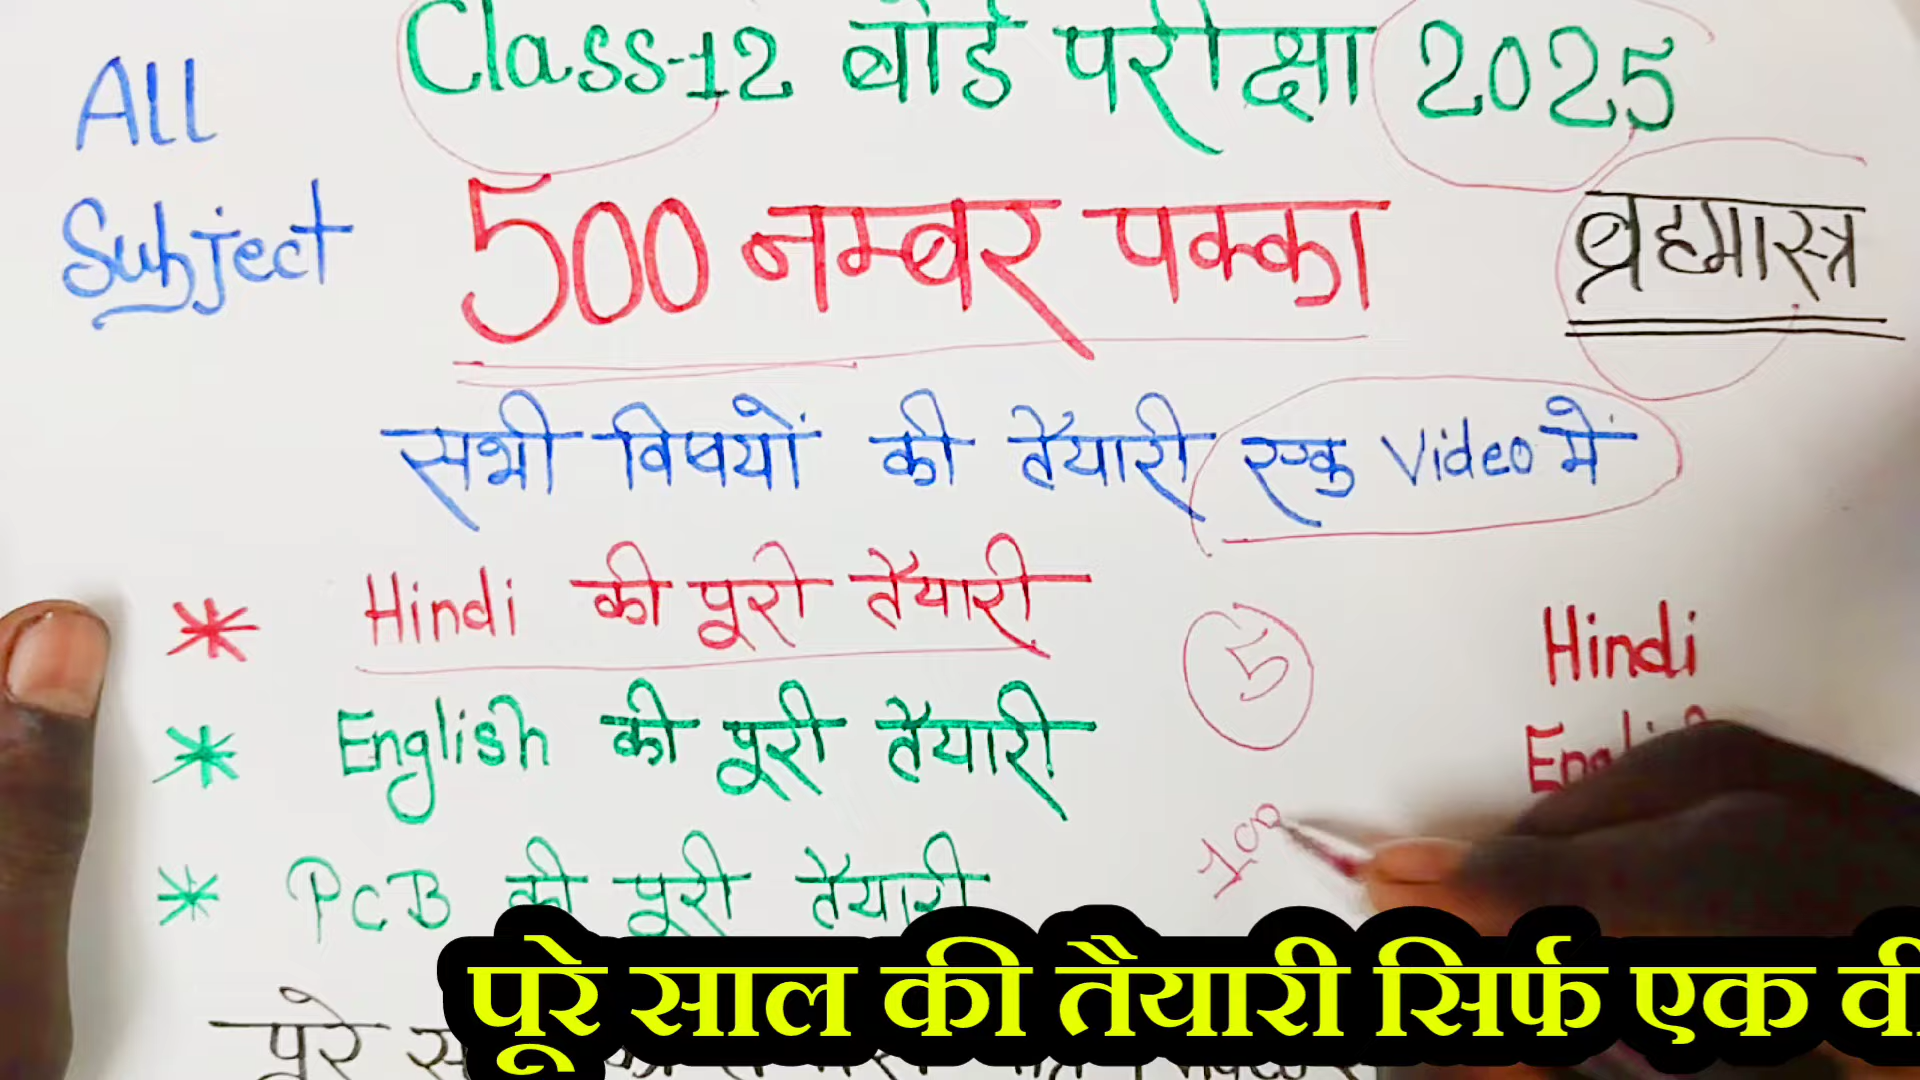 Class-12 बोर्ड परीक्षा 2025
All
Subject
500 नम्बर पक्का
ब्रह्मास्त्र
सभी विषयों की तैयारी एक Video में
* Hindi की पूरी तैयारी
5
Hindi
* English की पूरी तैयारी
100
* PCB की पूरी तैयारी
पूरे साल की तैयारी सिर्फ एक
पूरे